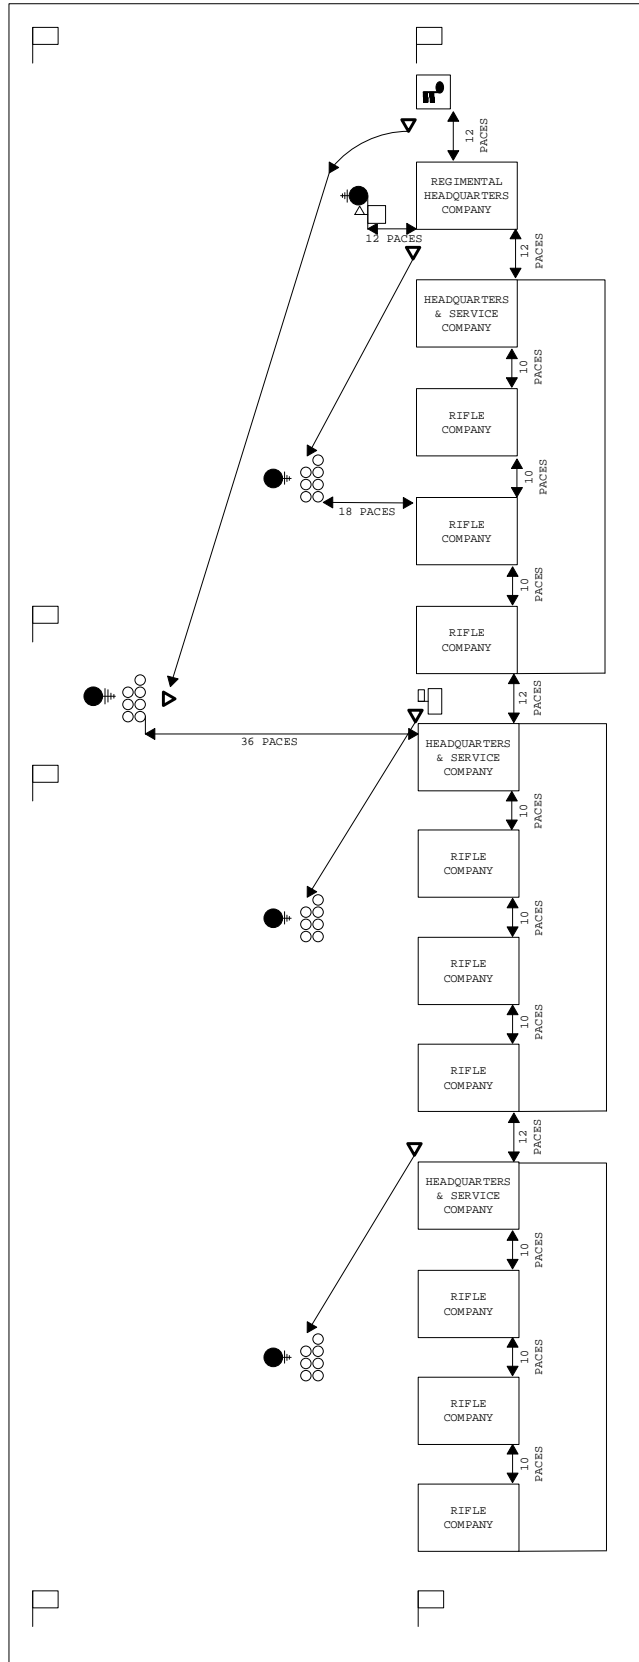 12
PACES
REGIMENTAL
HEADQUARTERS
COMPANY
12 PACES
12
PACES
HEADQUARTERS
& SERVICE
COMPANY
10
PACES
RIFLE
COMPANY
10
PACES
18 PACES
RIFLE
COMPANY
10
PACES
RIFLE
COMPANY
12
PACES
36 PACES
HEADQUARTERS
& SERVICE
COMPANY
10
PACES
RIFLE
COMPANY
10
PACES
RIFLE
COMPANY
10
PACES
RIFLE
COMPANY
12
PACES
HEADQUARTERS
& SERVICE
COMPANY
10
PACES
RIFLE
COMPANY
10
PACES
RIFLE
COMPANY
10
PACES
RIFLE
COMPANY